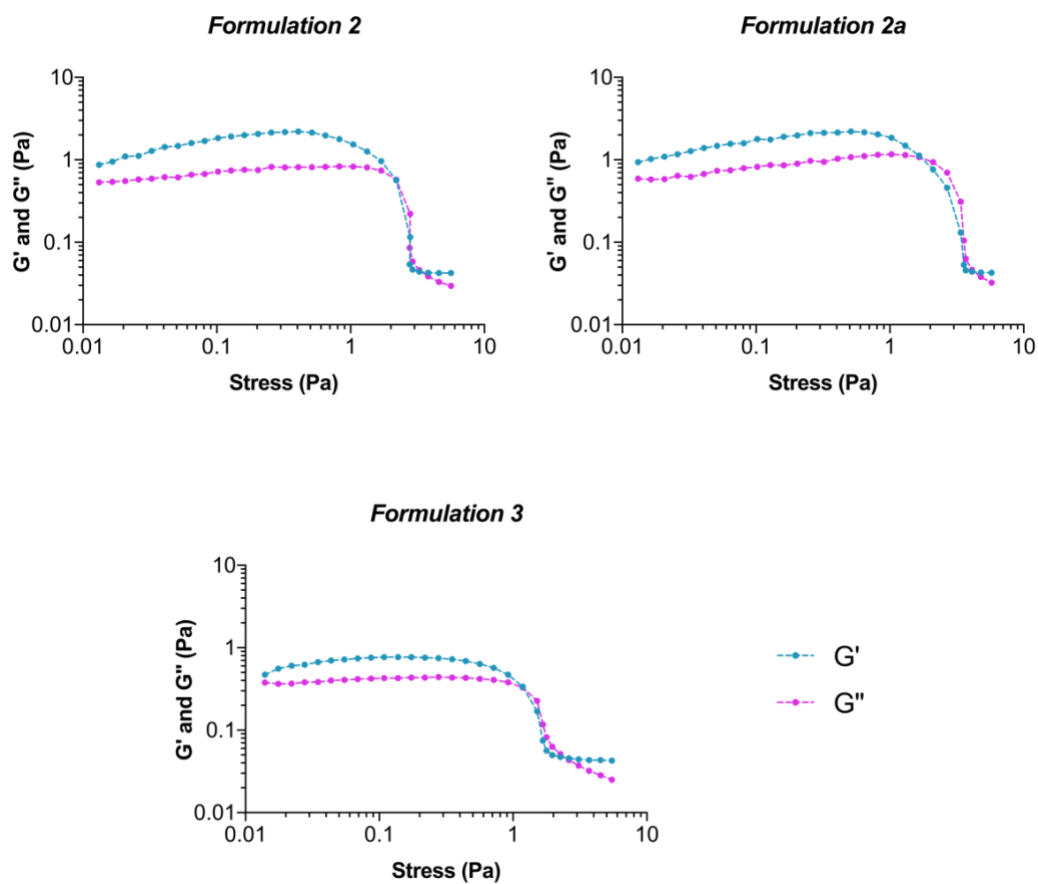 Formulation 2
Formulation 2a
10
1
0.1
0.01
G' and G'' (Pa)
0.01 0.1 1 10
Stress (Pa)
10
1
0.1
0.01
G' and G'' (Pa)
0.01 0.1 1 10
Stress (Pa)
Formulation 3
10
1
0.1
0.01
G' and G'' (Pa)
0.01 0.1 1 10
Stress (Pa)
G'
G''